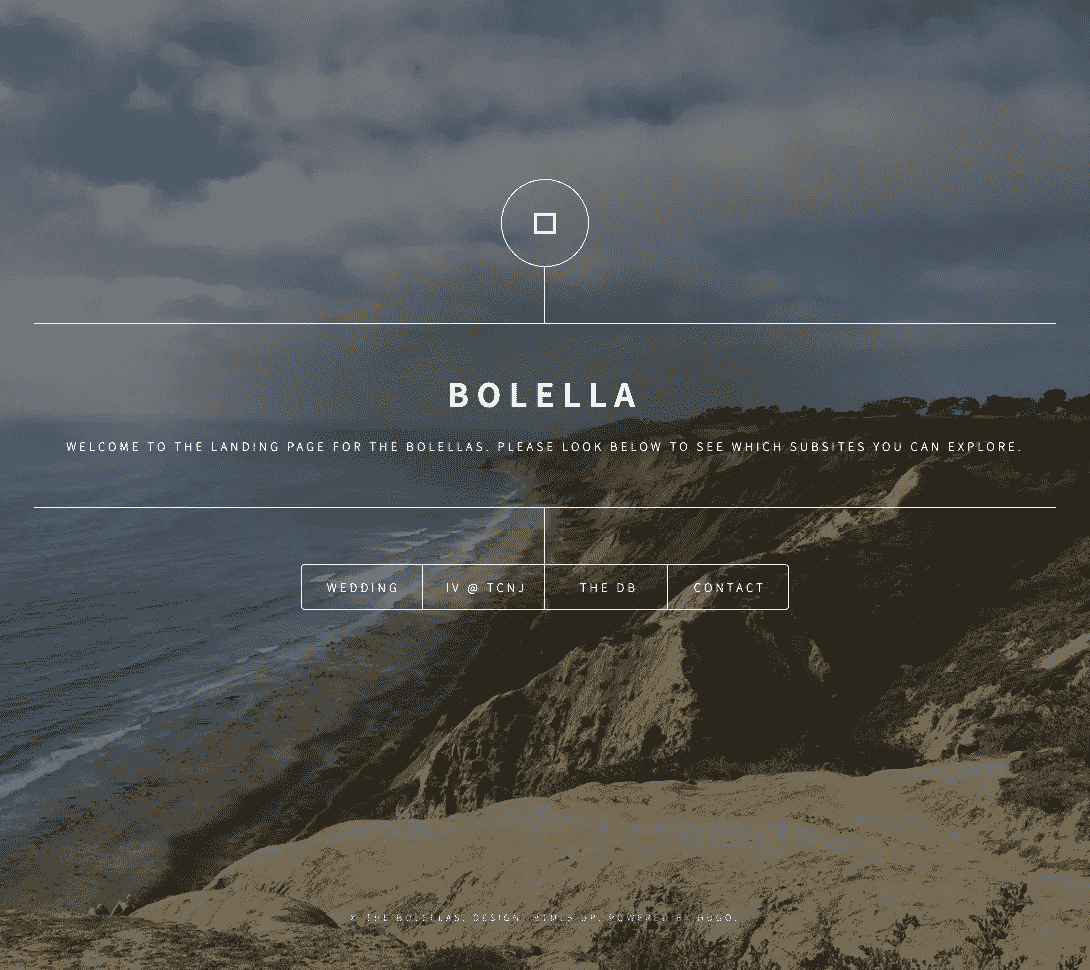 BOLELLA
WELCOME TO THE LANDING PAGE FOR THE BOLELLAS. PLEASE LOOK BELOW TO SEE WHICH SUBSITES YOU CAN EXPLORE.
WEDDING IV @ TCNJ THE DB CONTACT
© THE BOLELLAS. DESIGN: HTML5 UP. POWERED BY HUGO.